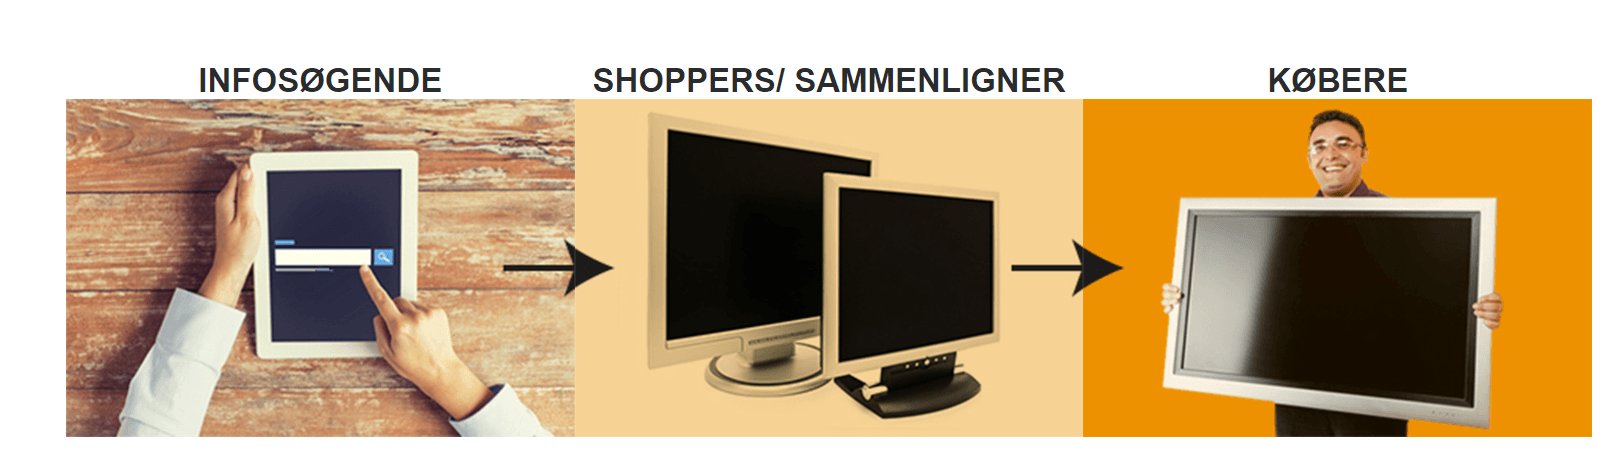 INFOSØGENDE
SHOPPERS/ SAMMENLIGNER
KØBERE